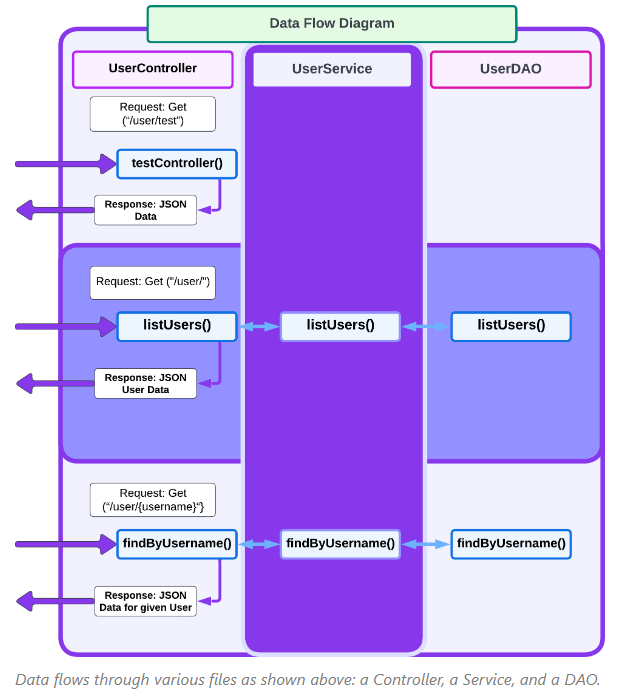 Data Flow Diagram
UserController
UserService
UserDAO
Request: Get
(“/user/test”)
testController()
Response: JSON
Data
Request: Get ("/user/")
listUsers()
listUsers()
listUsers()
Response: JSON
User Data
Request: Get
(“/user/{username}“}
findByUsername()
findByUsername()
findByUsername()
Response: JSON
Data for given User
Data flows through various files as shown above: a Controller, a Service, and a DAO.